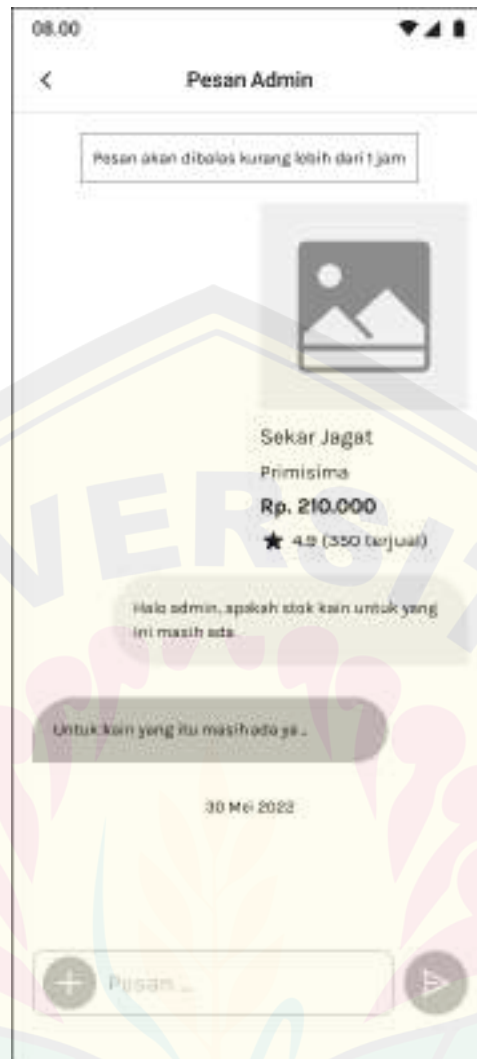 08.00
Pesan Admin
Pesan akan dibalas kurang lebih dari 1 jam
Sekar Jagat
Primisima
Rp. 210.000
4.9 (350 terjual)
Halo admin, apakah stok kain untuk yang
ini masih ada
Untuk kain yang itu masih ada ya ..
30 Mei 2022
Pesan ...
VERSI